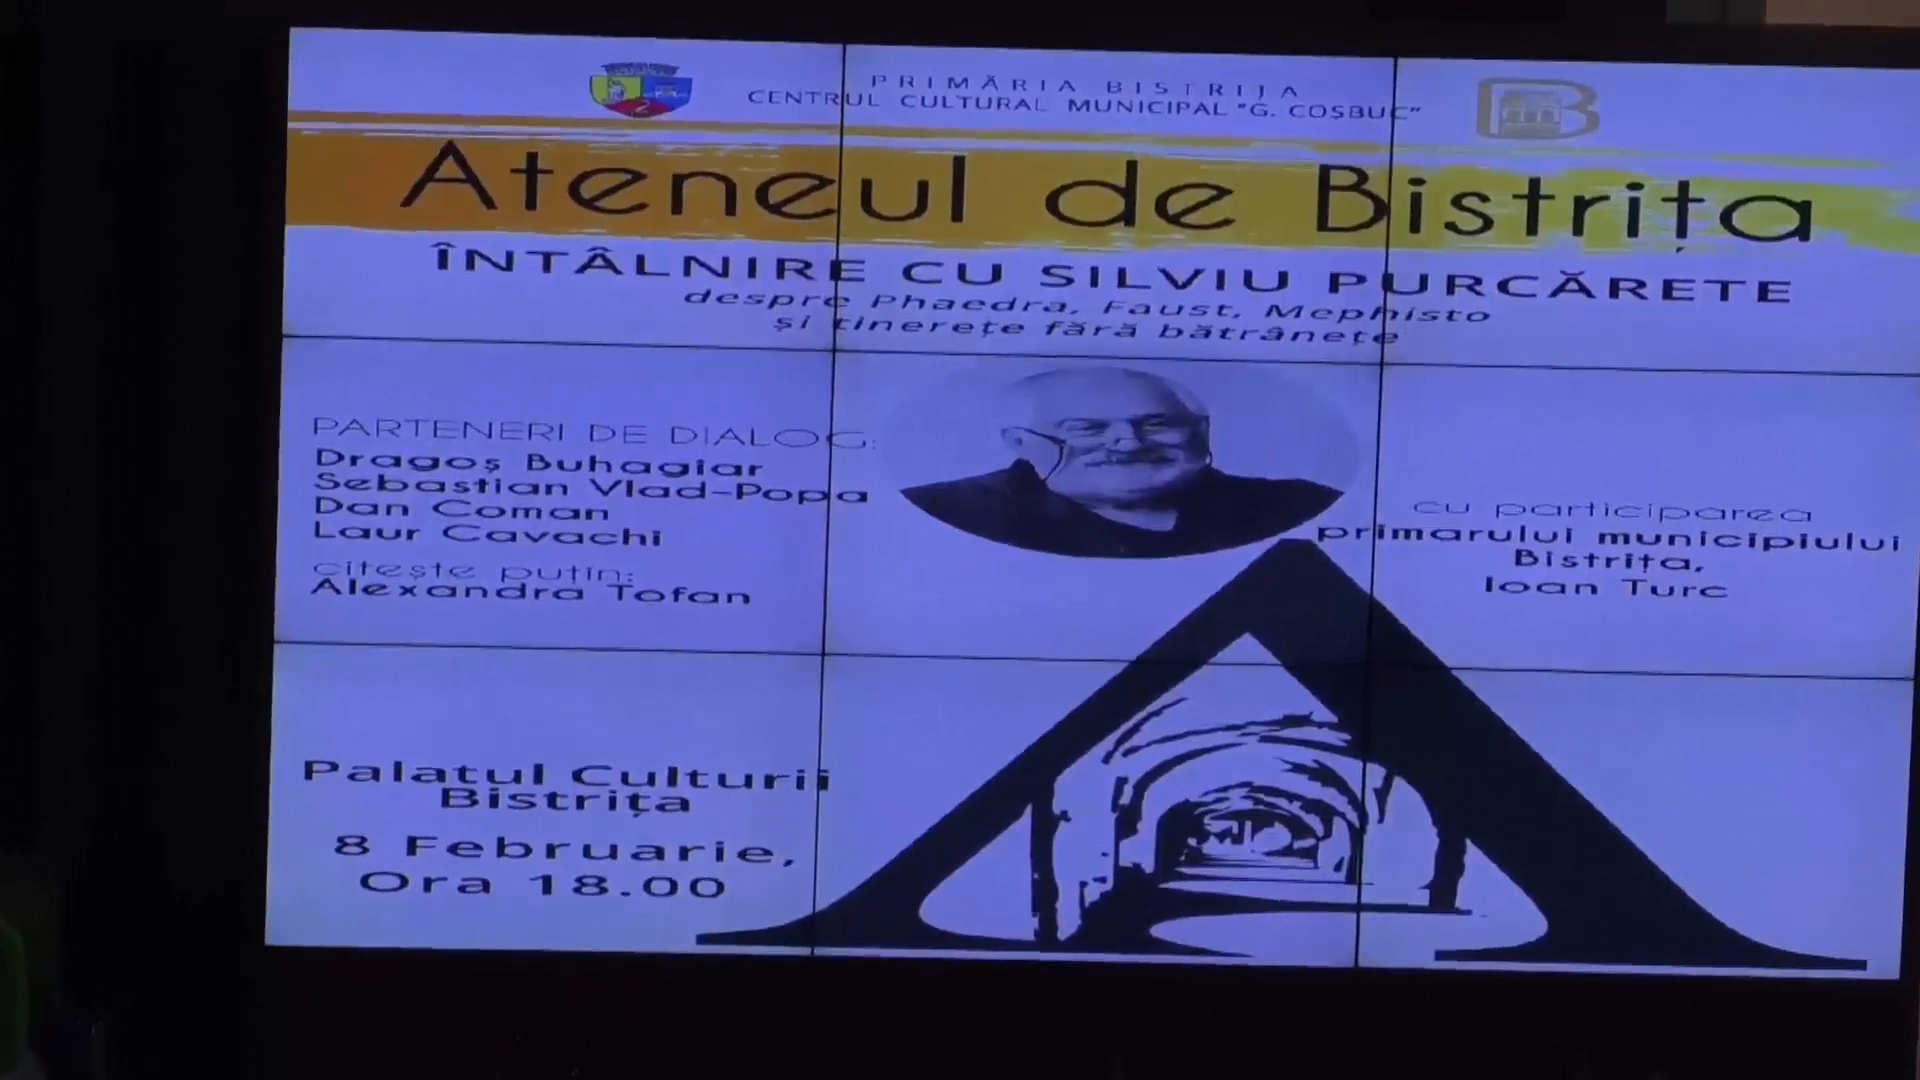 PRIMĂRIA BISTRIȚA
CENTRUL CULTURAL MUNICIPAL "G. COȘBUC"
Ateneul de Bistrița
ÎNTÂLNIRE CU SILVIU PURCĂRETE
despre Phaedra, Faust, Mephisto
și tinerețe fără bătrânețe
PARTENERI DE DIALOG:
Dragoș Buhagiar
Sebastian Vlad-Popa
Dan Coman
Laur Cavachi
citește puțin:
Alexandra Tofan
cu participarea
primarului municipiului
Bistrița,
Ioan Turc
Palatul Culturii
Bistrița
8 Februarie,
Ora 18.00